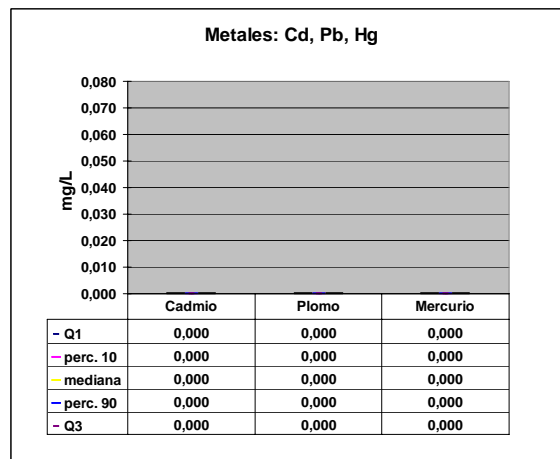 Metales: Cd, Pb, Hg
0,080
0,070
0,060
0,050
0,040
0,030
0,020
0,010
0,000
mg/L
Cadmio Plomo Mercurio
Q1 0,000 0,000 0,000
perc. 10 0,000 0,000 0,000
mediana 0,000 0,000 0,000
perc. 90 0,000 0,000 0,000
Q3 0,000 0,000 0,000